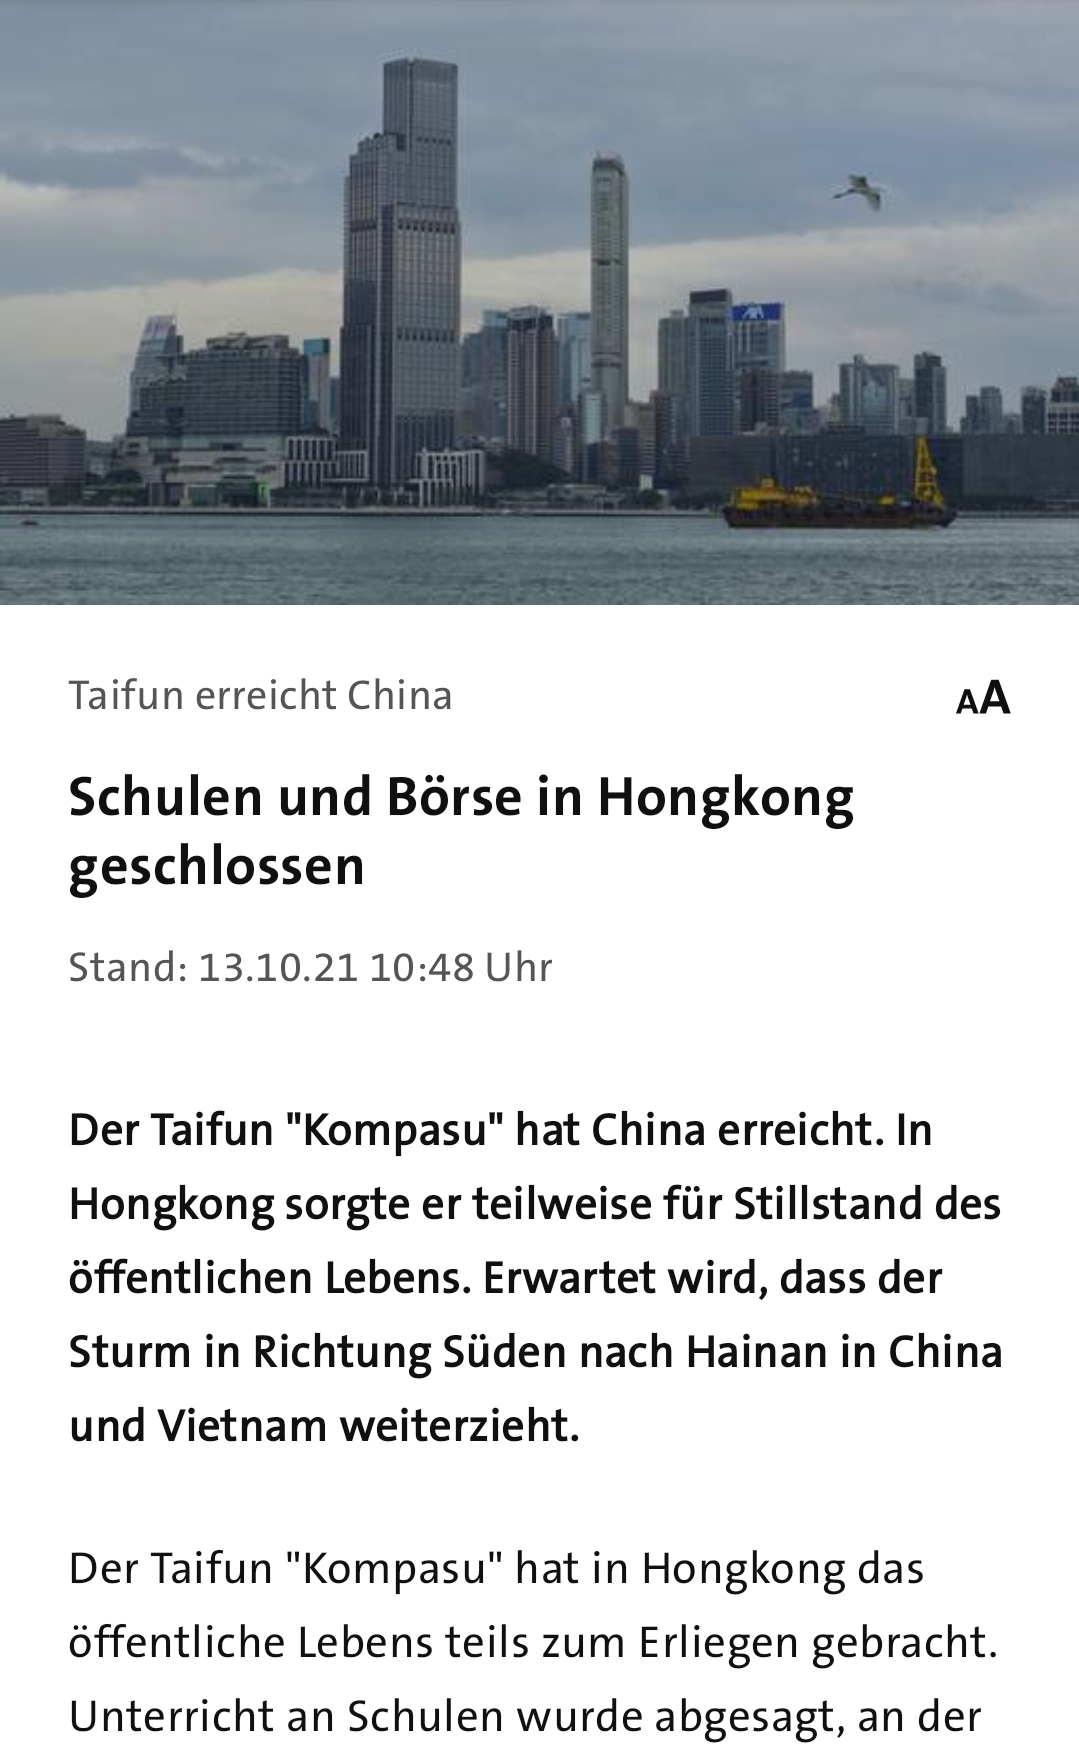 AXA
Taifun erreicht China
AA
Schulen und Börse in Hongkong
geschlossen
Stand: 13.10.21 10:48 Uhr
Der Taifun "Kompasu" hat China erreicht. In
Hongkong sorgte er teilweise für Stillstand des
öffentlichen Lebens. Erwartet wird, dass der
Sturm in Richtung Süden nach Hainan in China
und Vietnam weiterzieht.
Der Taifun "Kompasu" hat in Hongkong das
öffentliche Lebens teils zum Erliegen gebracht.
Unterricht an Schulen wurde abgesagt, an der